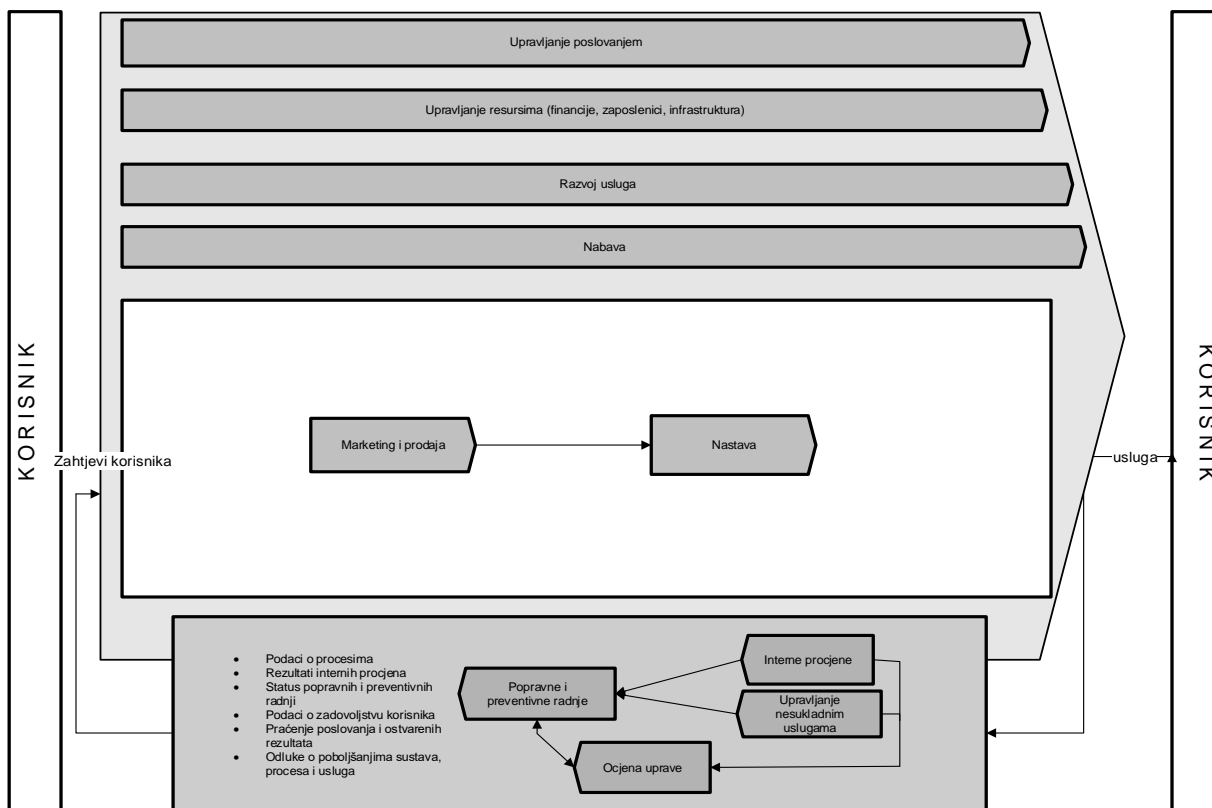 Upravljanje poslovanjem
Upravljanje resursima (financije, zaposlenici, infrastruktura)
Razvoj usluga
Nabava
KORISNIK
Zahtjevi korisnika
Marketing i prodaja
Nastava
usluga
KORISNIK
• Podaci o procesima
• Rezultati internih procjena
• Status popravnih i preventivnih
radnji
• Podaci o zadovoljstvu korisnika
• Praćenje poslovanja i ostvarenih
rezultata
• Odluke o poboljšanjima sustava,
procesa i usluga
Popravne i
preventivne radnje
Interne procjene
Upravljanje
nesukladnim
uslugama
Ocjena uprave